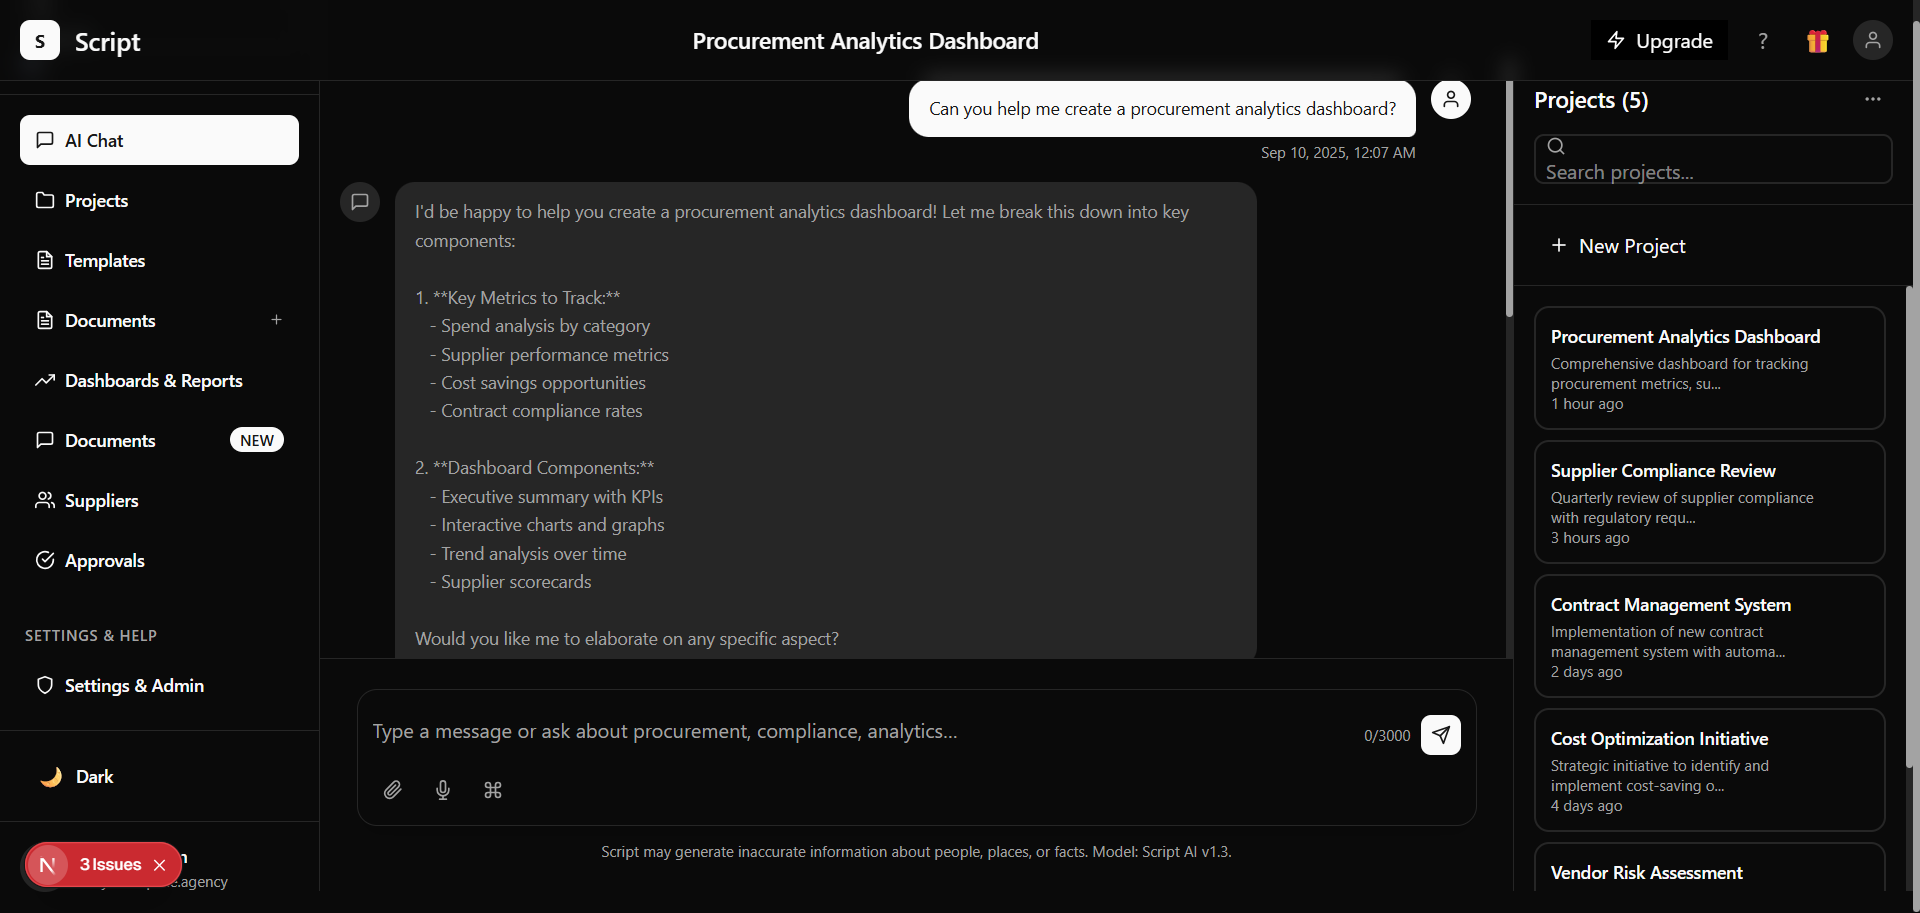 S
Script
Procurement Analytics Dashboard
Upgrade
?
AI Chat
Projects
Templates
Documents +
Dashboards & Reports
Documents NEW
Suppliers
Approvals
SETTINGS & HELP
Settings & Admin
Dark
N 3 Issues ×
n
e.agency
Can you help me create a procurement analytics dashboard?
Sep 10, 2025, 12:07 AM
I'd be happy to help you create a procurement analytics dashboard! Let me break this down into key
components:
1. **Key Metrics to Track:**
- Spend analysis by category
- Supplier performance metrics
- Cost savings opportunities
- Contract compliance rates
2. **Dashboard Components:**
- Executive summary with KPIs
- Interactive charts and graphs
- Trend analysis over time
- Supplier scorecards
Would you like me to elaborate on any specific aspect?
Type a message or ask about procurement, compliance, analytics...
0/3000
Script may generate inaccurate information about people, places, or facts. Model: Script AI v1.3.
Projects (5)
...
Search projects...
+ New Project
Procurement Analytics Dashboard
Comprehensive dashboard for tracking
procurement metrics, su...
1 hour ago
Supplier Compliance Review
Quarterly review of supplier compliance
with regulatory requ...
3 hours ago
Contract Management System
Implementation of new contract
management system with automa...
2 days ago
Cost Optimization Initiative
Strategic initiative to identify and
implement cost-saving o...
4 days ago
Vendor Risk Assessment